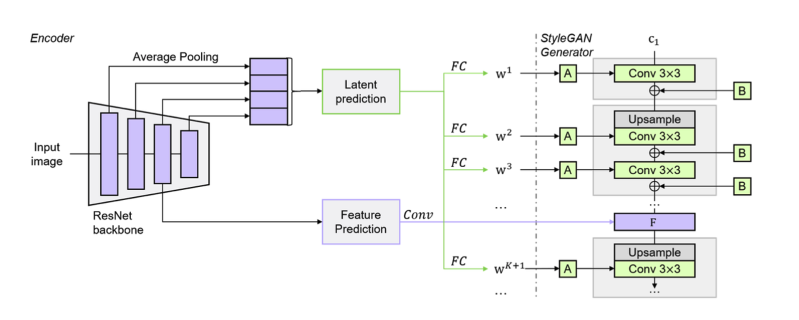 Encoder
StyleGAN
Generator
c₁
Average Pooling
FC
w¹
A
Conv 3×3
Latent
prediction
B
Upsample
FC
w²
A
Conv 3×3
Input
image
B
FC
w³
A
Conv 3×3
B
...
...
ResNet
backbone
Feature
Prediction
Conv
F
Upsample
FC
wᴷ⁺¹
A
Conv 3×3
...
...